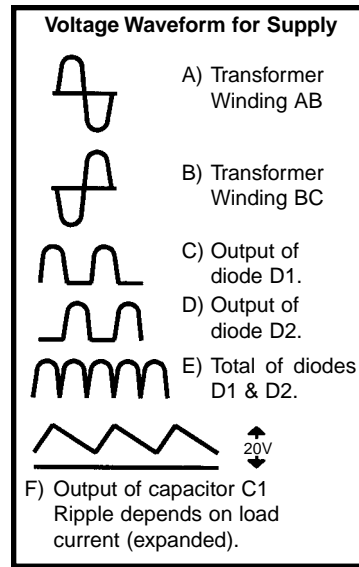 Voltage Waveform for Supply
A) Transformer
Winding AB
B) Transformer
Winding BC
C) Output of
diode D1.
D) Output of
diode D2.
E) Total of diodes
D1 & D2.
20V
F) Output of capacitor C1
Ripple depends on load
current (expanded).